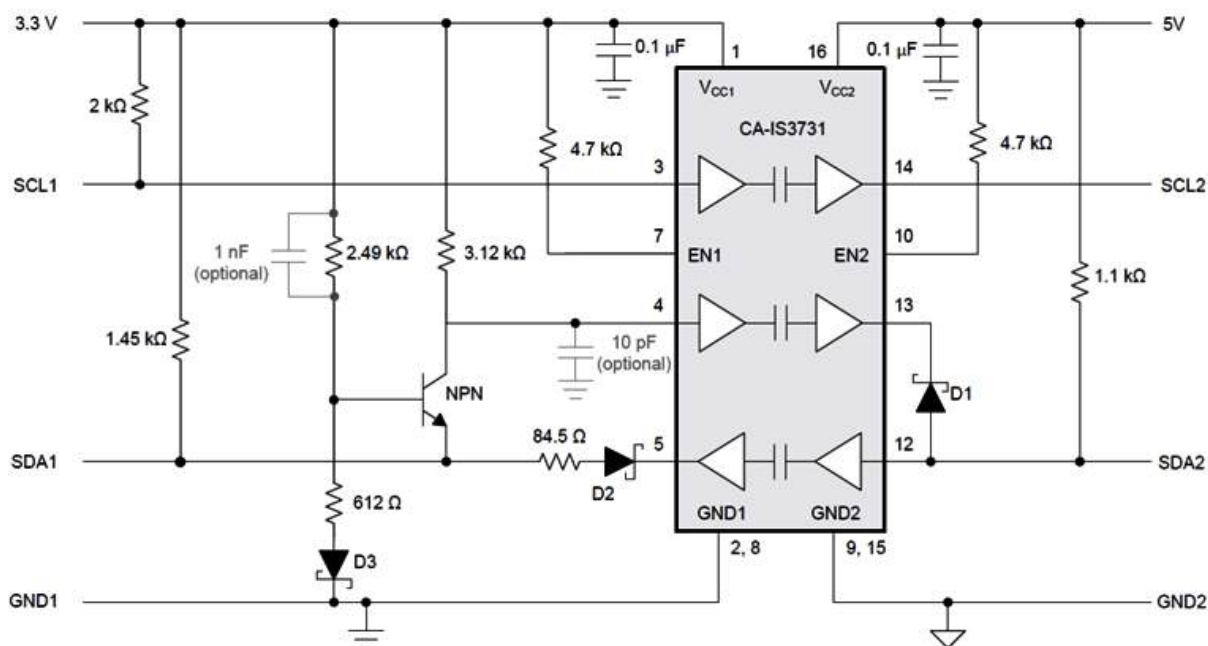 3.3 V
5V
0.1 µF
1
16
0.1 µF
V_CC1
V_CC2
2 kΩ
CA-IS3731
4.7 kΩ
4.7 kΩ
3
14
SCL1
SCL2
7
10
1 nF
(optional)
2.49 kΩ
3.12 kΩ
EN1
EN2
1.1 kΩ
4
13
1.45 kΩ
10 pF
(optional)
NPN
D1
84.5 Ω
5
12
SDA1
SDA2
D2
612 Ω
GND1
GND2
2, 8
9, 15
D3
GND1
GND2